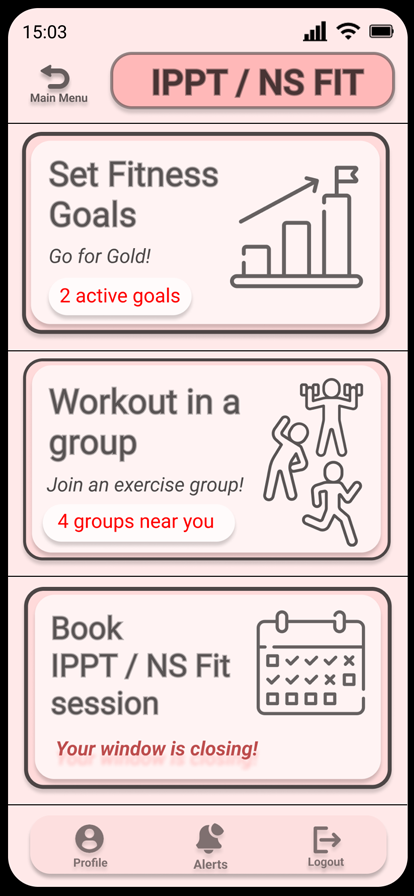 15:03
Main Menu
IPPT / NS FIT
Set Fitness
Goals
Go for Gold!
2 active goals
Workout in a
group
Join an exercise group!
4 groups near you
Book
IPPT / NS Fit
session
Your window is closing!
Profile
Alerts
Logout